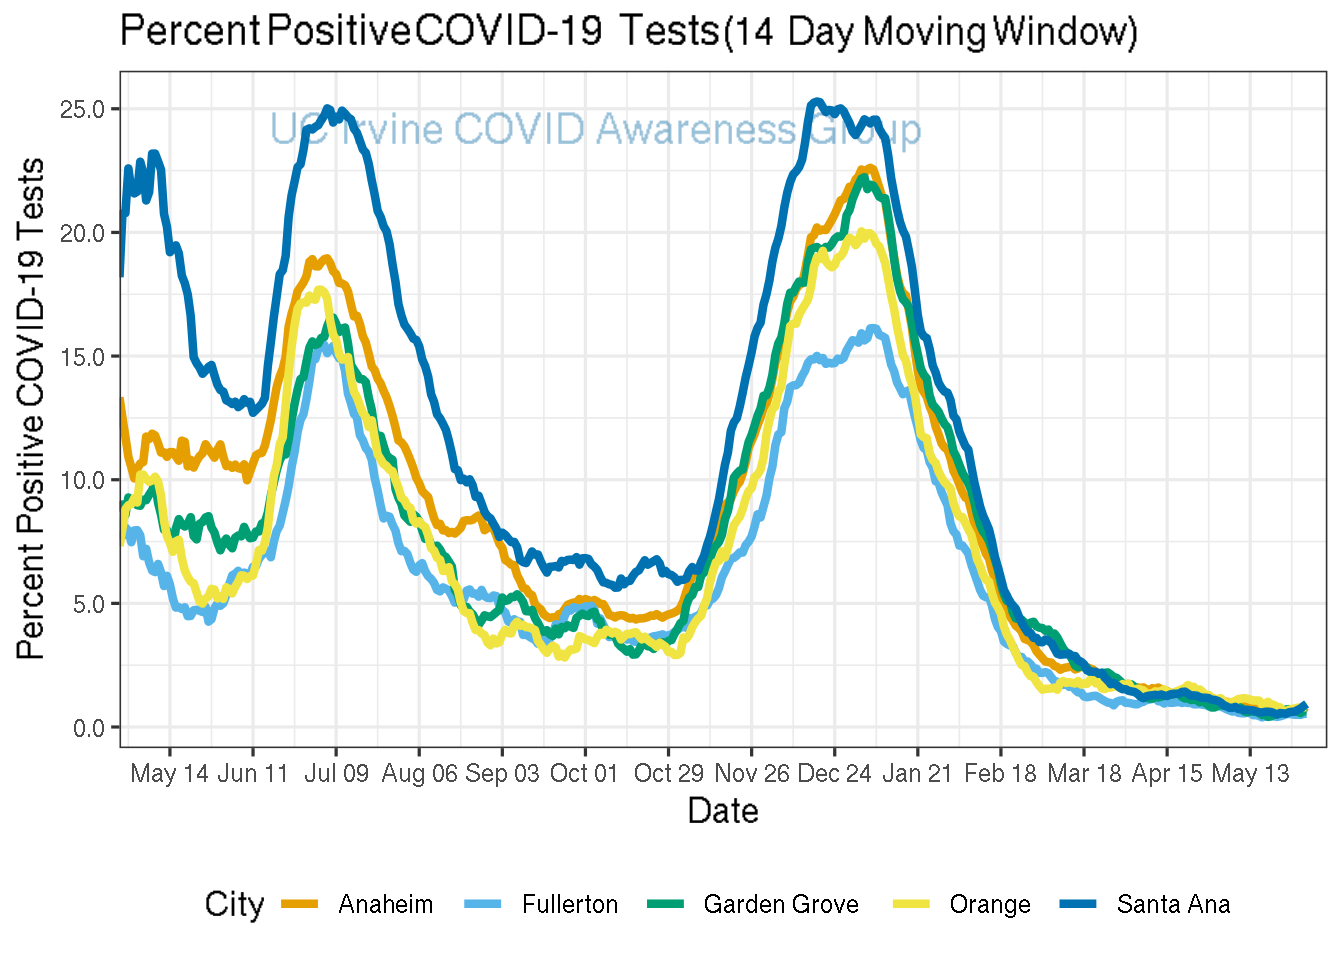 Percent Positive COVID-19 Tests(14 Day Moving Window)
UC Irvine COVID Awareness Group
Percent Positive COVID-19 Tests
25.0
20.0
15.0
10.0
5.0
0.0
May 14 Jun 11 Jul 09 Aug 06 Sep 03 Oct 01 Oct 29 Nov 26 Dec 24 Jan 21 Feb 18 Mar 18 Apr 15 May 13
Date
City Anaheim Fullerton Garden Grove Orange Santa Ana